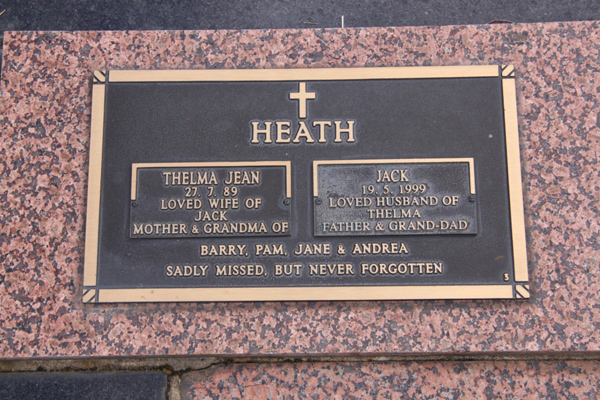 HEATH
THELMA JEAN
27. 7. 89
LOVED WIFE OF
JACK
MOTHER & GRANDMA OF
JACK
19. 5. 1999
LOVED HUSBAND OF
THELMA
FATHER & GRAND-DAD
BARRY, PAM, JANE & ANDREA
SADLY MISSED, BUT NEVER FORGOTTEN
3